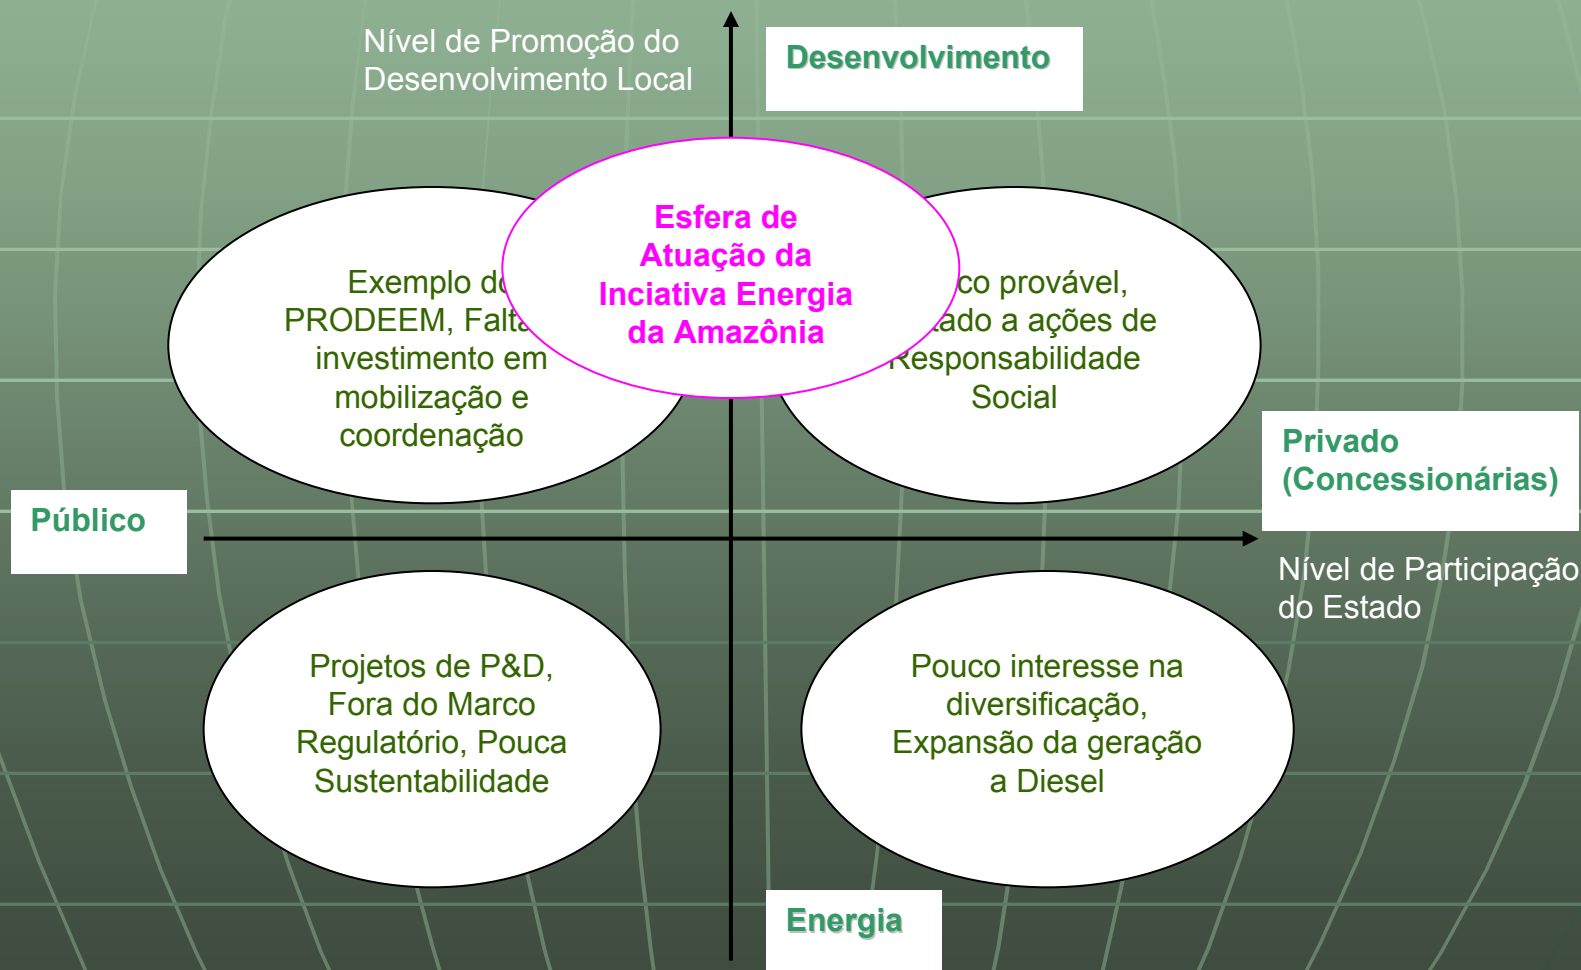 Nível de Promoção do
Desenvolvimento Local
Desenvolvimento
Esfera de
Atuação da
Inciativa Energia
da Amazônia
Exemplo do
PRODEEM, Falta
investimento em
mobilização e
coordenação
provável,
a ações de
Responsabilidade
Social
Privado
(Concessionárias)
Público
Nível de Participação
do Estado
Projetos de P&D,
Fora do Marco
Regulatório, Pouca
Sustentabilidade
Pouco interesse na
diversificação,
Expansão da geração
a Diesel
Energia